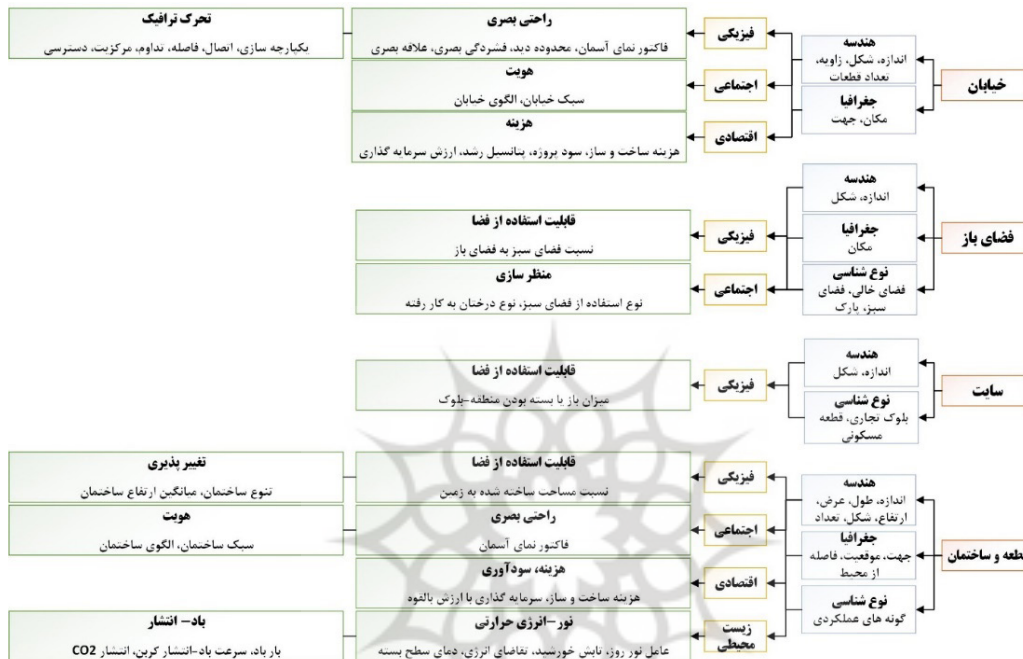 خیابان
هندسه
اندازه، شکل، زاویه،
تعداد قطعات
جغرافیا
مکان، جهت
فیزیکی
راحتی بصری
فاکتور نمای آسمان، محدوده دید، فشردگی بصری، علاقه بصری
تحرک ترافیک
یکپارچه سازی، اتصال، فاصله، تداوم، مرکزیت، دسترسی
اجتماعی
هویت
سبک خیابان، الگوی خیابان
اقتصادی
هزینه
هزینه ساخت و ساز، سود پروژه، پتانسیل رشد، ارزش سرمایه گذاری
فضای باز
هندسه
اندازه، شکل
جغرافیا
مکان
نوع شناسی
فضای خالی، فضای
سبز، پارک
فیزیکی
قابلیت استفاده از فضا
نسبت فضای سبز به فضای باز
اجتماعی
منظر سازی
نوع استفاده از فضای سبز، نوع درختان به کار رفته
سایت
هندسه
اندازه، شکل
نوع شناسی
بلوک تجاری، قطعه
مسکونی
فیزیکی
قابلیت استفاده از فضا
میزان باز یا بسته بودن منطقه-بلوک
قطعه و ساختمان
هندسه
اندازه، طول، عرض،
ارتفاع، شکل، تعداد
جغرافیا
جهت، موقعیت، فاصله
از محیط
نوع شناسی
گونه های عملکردی
فیزیکی
قابلیت استفاده از فضا
نسبت مساحت ساخته شده به زمین
تغییر پذیری
تنوع ساختمان، میانگین ارتفاع ساختمان
اجتماعی
راحتی بصری
فاکتور نمای آسمان
هویت
سبک ساختمان، الگوی ساختمان
اقتصادی
هزینه، سودآوری
هزینه ساخت و ساز، سرمایه گذاری با ارزش بالقوه
زیست
محیطی
نور-انرژی حرارتی
عامل نور روز، تابش خورشید، تقاضای انرژی، دمای سطح بسته
باد- انتشار
بار باد، سرعت باد-انتشار کربن، انتشار CO2